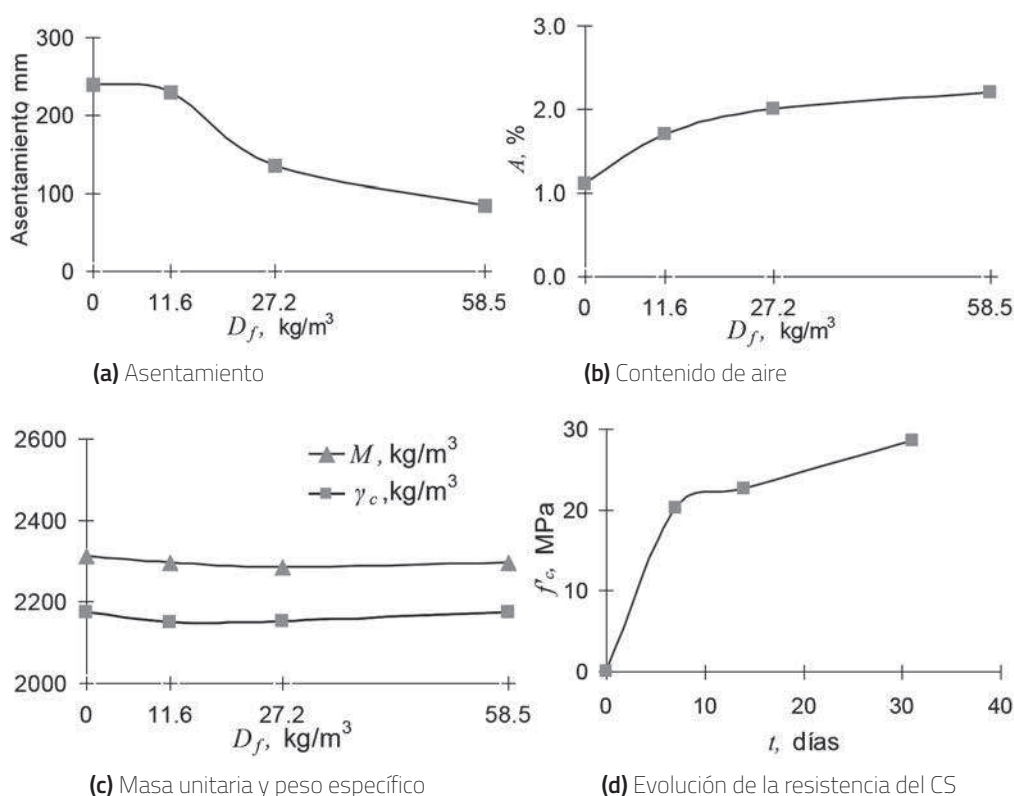 Asentamiento mm
300
200
100
0
0 11.6 27.2 58.5
D_f, kg/m³
(a) Asentamiento
A, %
3.0
2.0
1.0
0.0
0 11.6 27.2 58.5
D_f, kg/m³
(b) Contenido de aire
2600
2400
2200
2000
M, kg/m³
γ_c,kg/m³
0 11.6 27.2 58.5
D_f, kg/m³
(c) Masa unitaria y peso específico
f'_c, MPa
30
20
10
0
0 10 20 30 40
t, días
(d) Evolución de la resistencia del CS